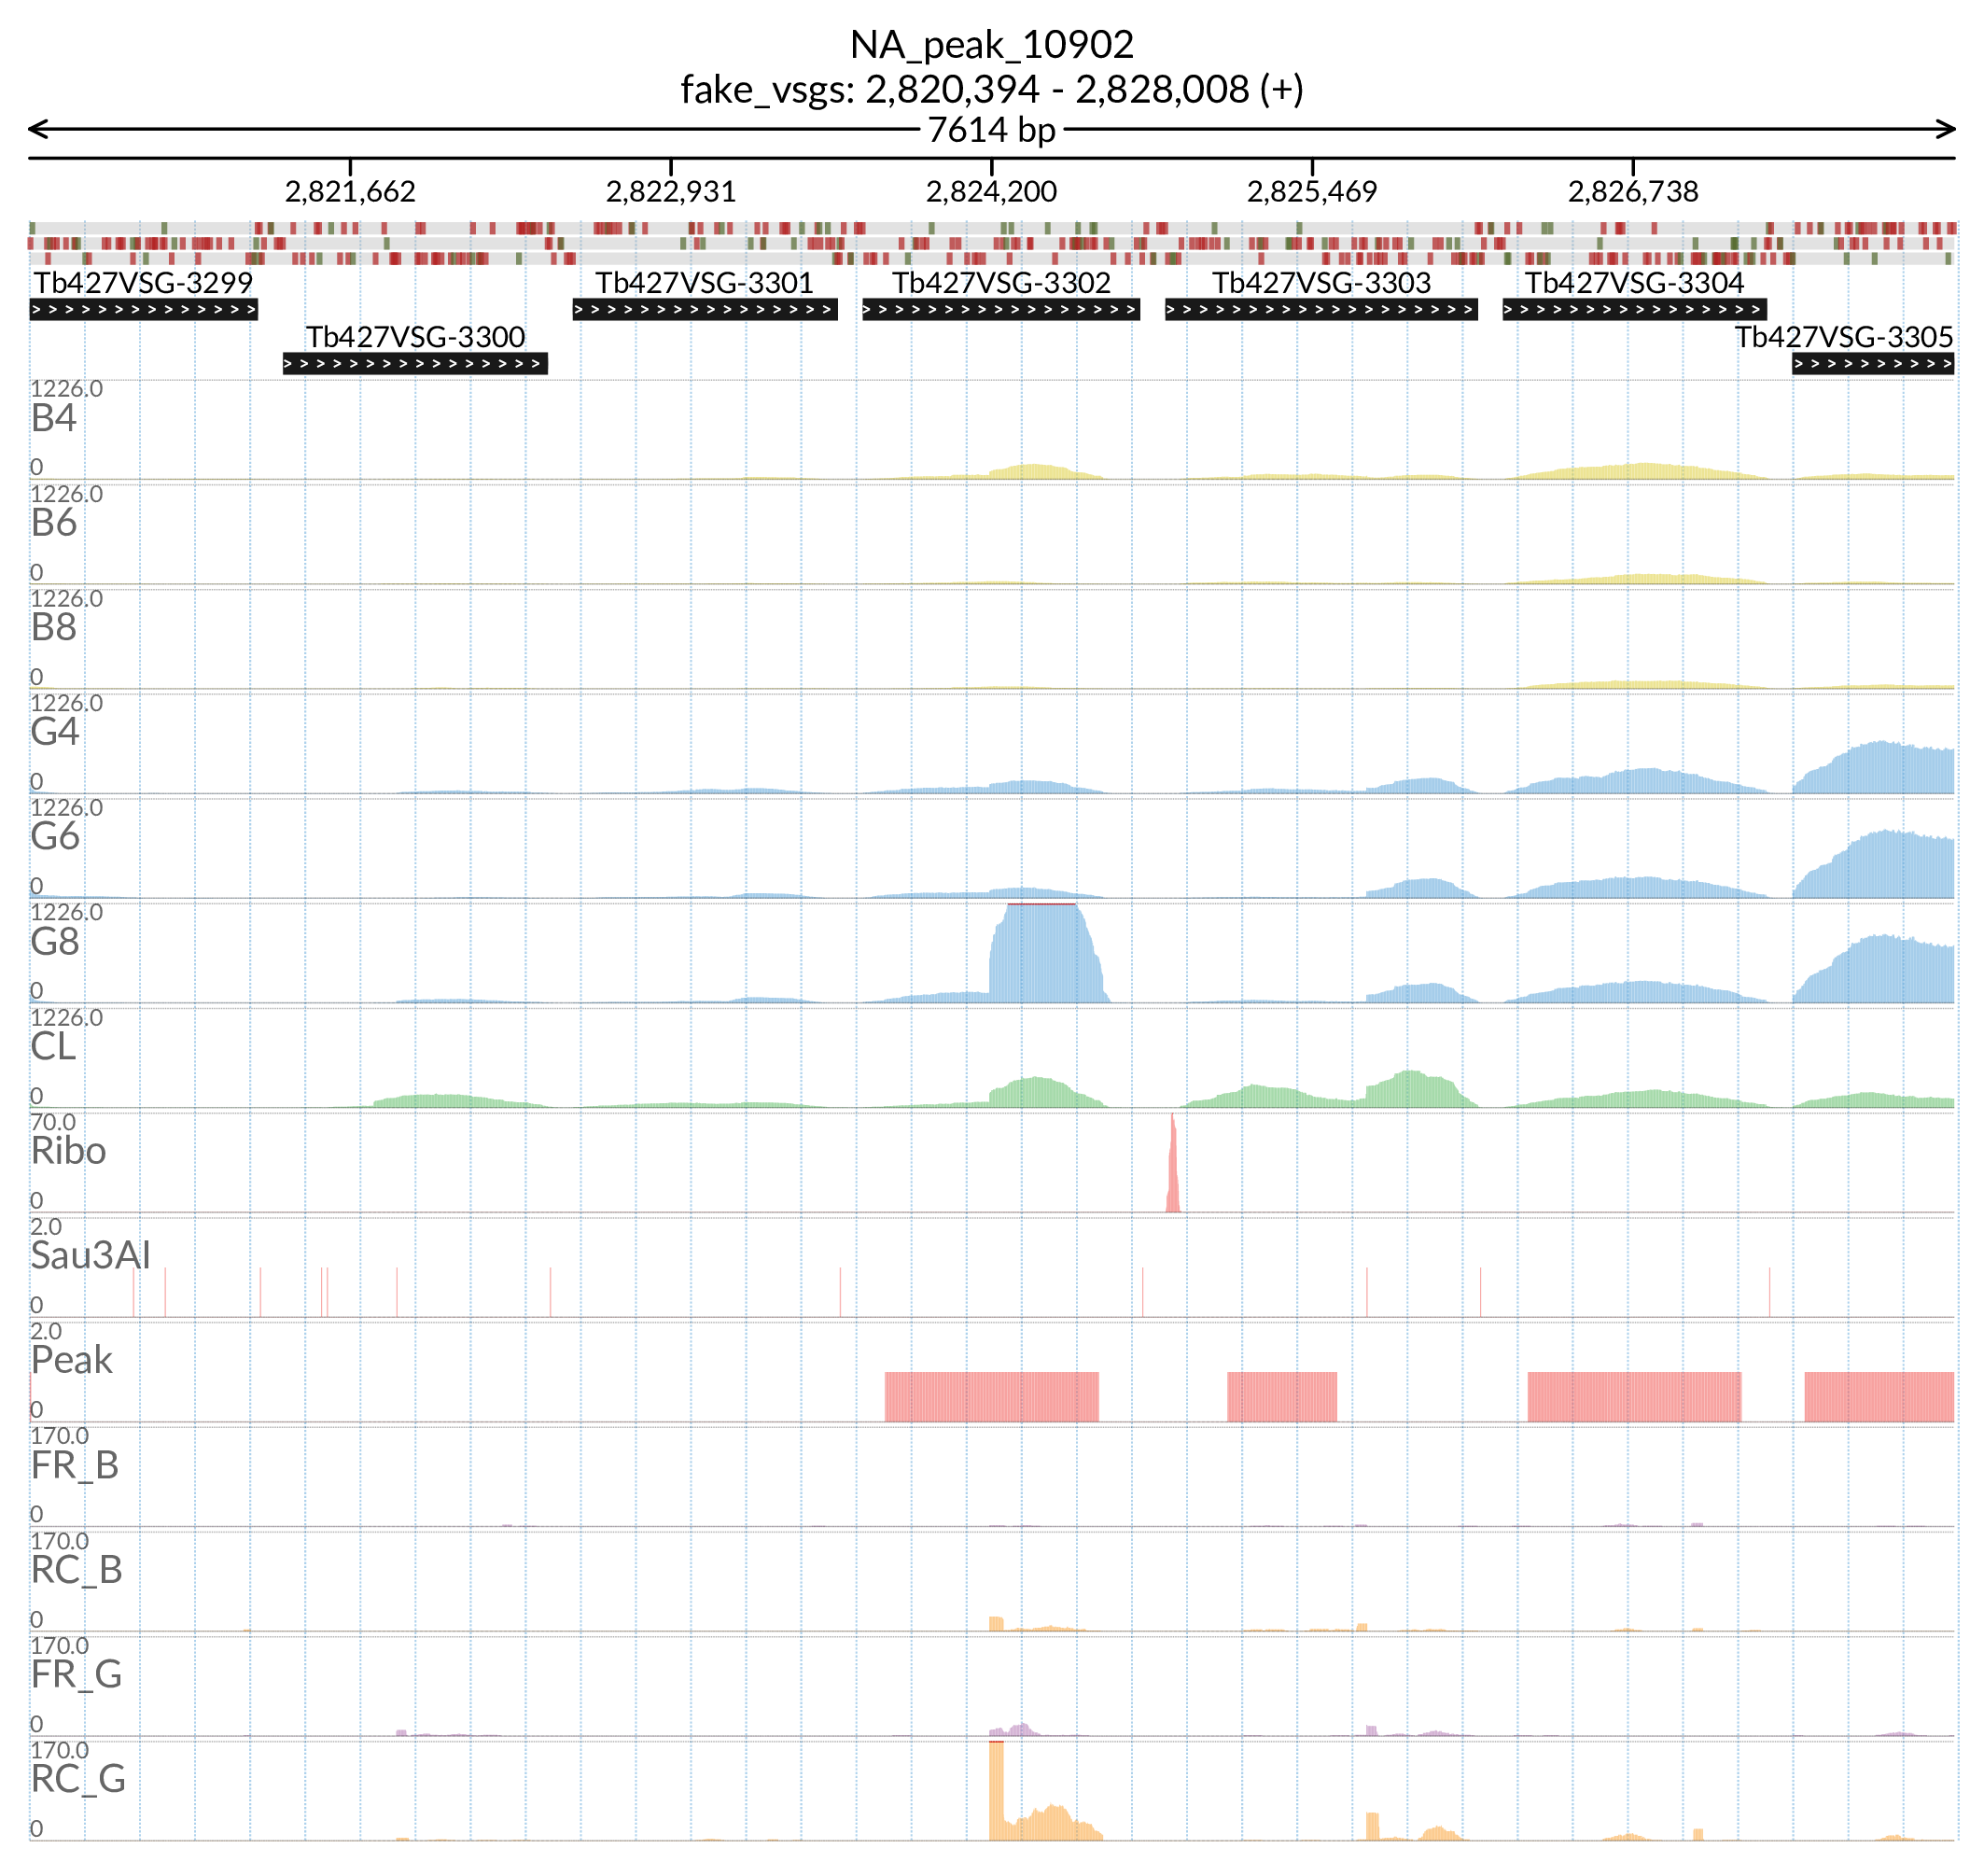 NA_peak_10902
fake_vsgs: 2,820,394 - 2,828,008 (+)
7614 bp
2,821,662 2,822,931 2,824,200 2,825,469 2,826,738
Tb427VSG-3299 Tb427VSG-3301 Tb427VSG-3302 Tb427VSG-3303 Tb427VSG-3304
Tb427VSG-3300 Tb427VSG-3305
1226.0
B4
0
1226.0
B6
0
1226.0
B8
0
1226.0
G4
0
1226.0
G6
0
1226.0
G8
0
1226.0
CL
0
70.0
Ribo
0
2.0
Sau3AI
0
2.0
Peak
0
170.0
FR_B
0
170.0
RC_B
0
170.0
FR_G
0
170.0
RC_G
0